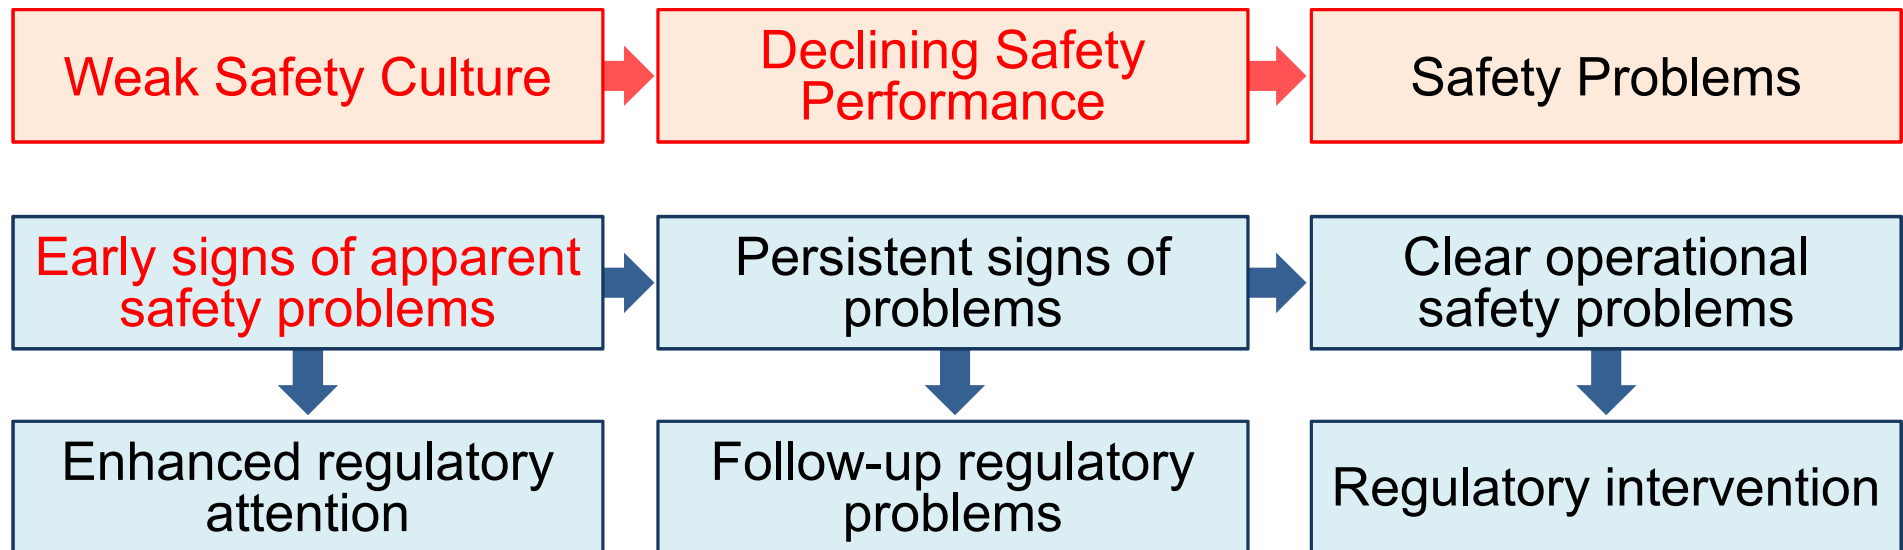 Weak Safety Culture
Declining Safety
Performance
Safety Problems
Early signs of apparent
safety problems
Persistent signs of
problems
Clear operational
safety problems
Enhanced regulatory
attention
Follow-up regulatory
problems
Regulatory intervention